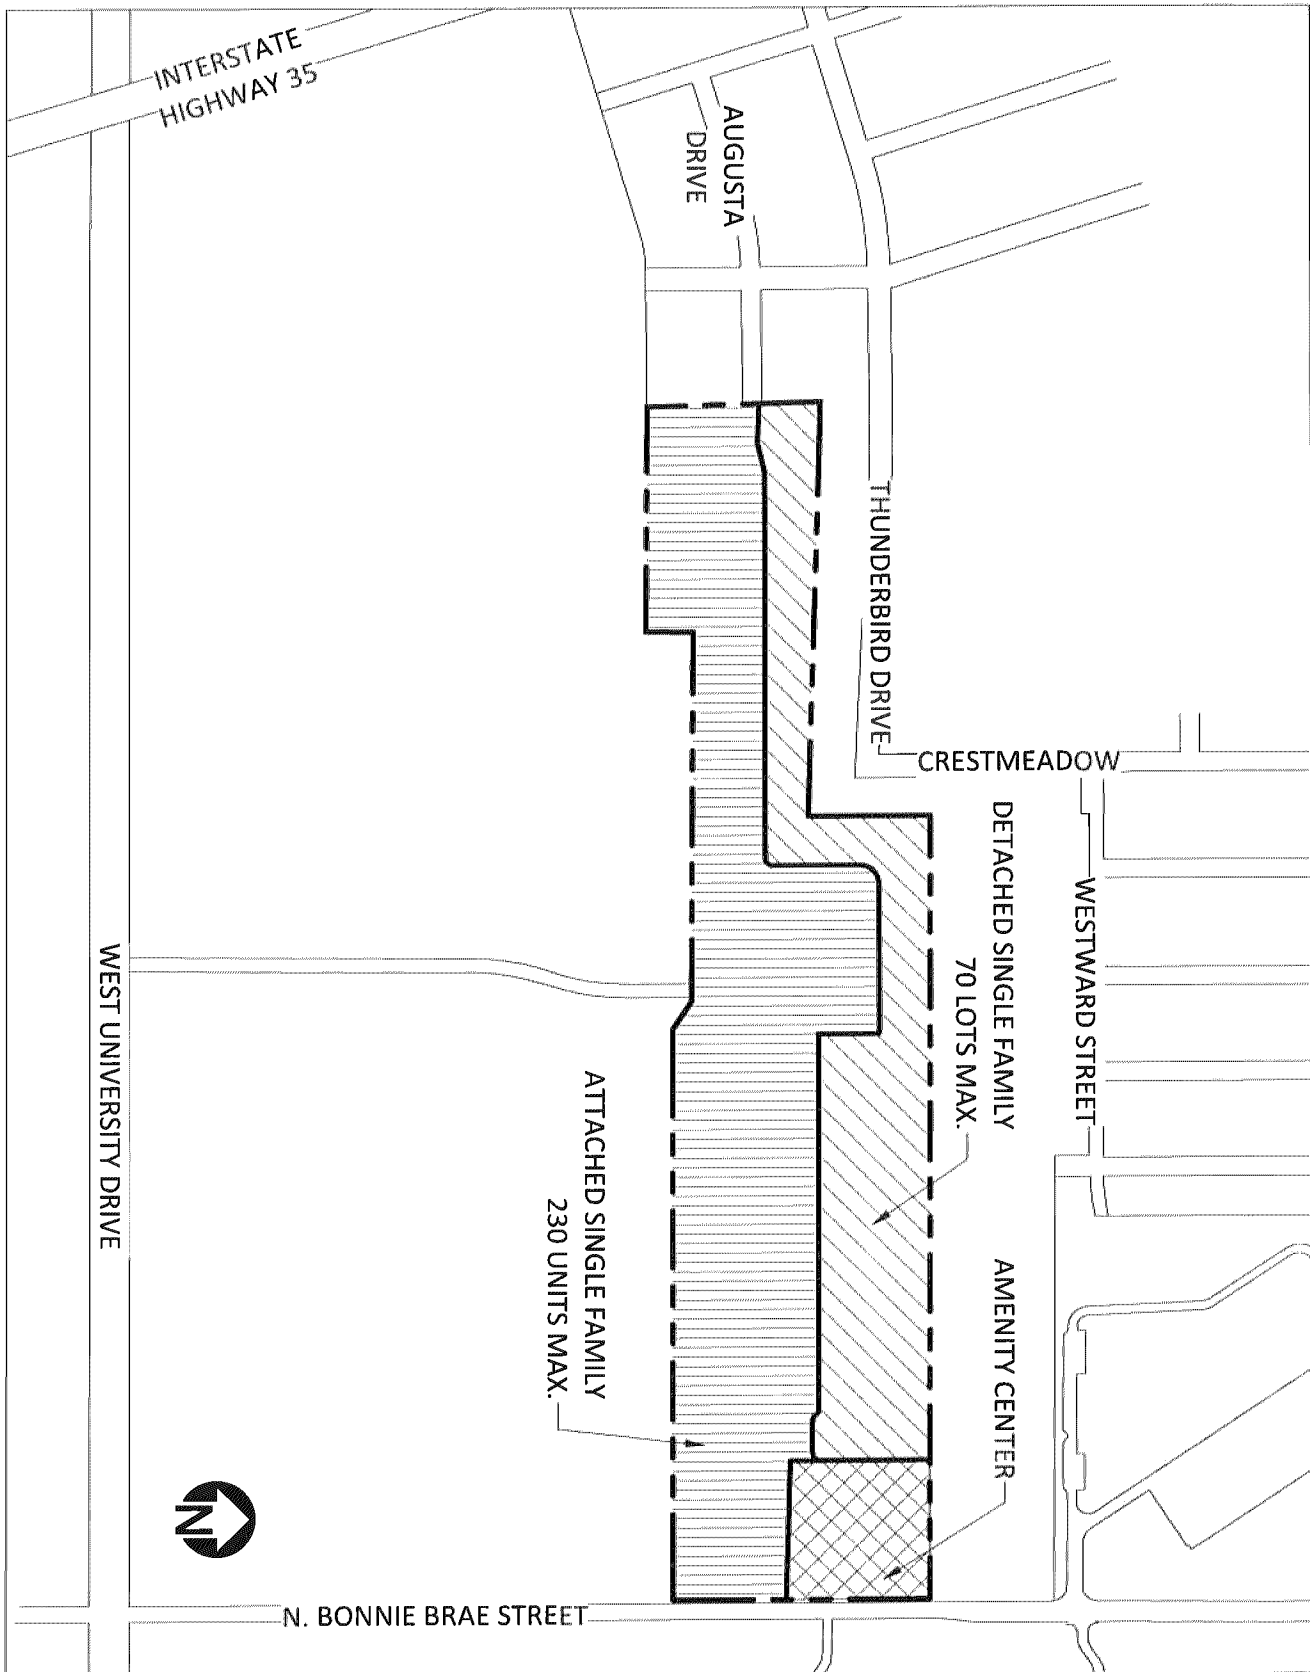 INTERSTATE
HIGHWAY 35
AUGUSTA
DRIVE
THUNDERBIRD DRIVE
CRESTMEADOW
WESTWARD STREET
DETACHED SINGLE FAMILY
70 LOTS MAX.
AMENITY CENTER
ATTACHED SINGLE FAMILY
230 UNITS MAX.
WEST UNIVERSITY DRIVE
N. BONNIE BRAE STREET
N